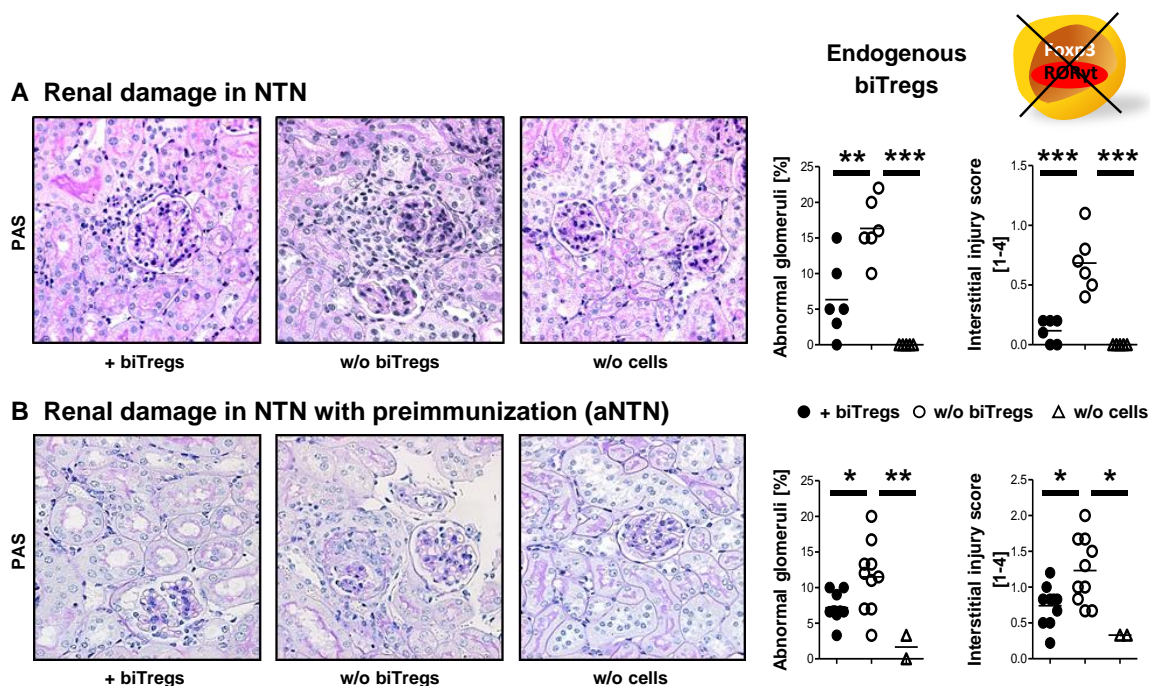 Endogenous
biTregs
Foxp3
RORγt
A Renal damage in NTN
PAS
+ biTregs
w/o biTregs
w/o cells
Abnormal glomeruli [%]
25
20
15
10
5
0
** ***
Interstitial injury score
[1-4]
1.5
1.0
0.5
0.0
*** ***
B Renal damage in NTN with preimmunization (aNTN)
+ biTregs w/o biTregs w/o cells
PAS
+ biTregs
w/o biTregs
w/o cells
Abnormal glomeruli [%]
25
20
15
10
5
0
* **
Interstitial injury score
[1-4]
2.5
2.0
1.5
1.0
0.5
0.0
* *